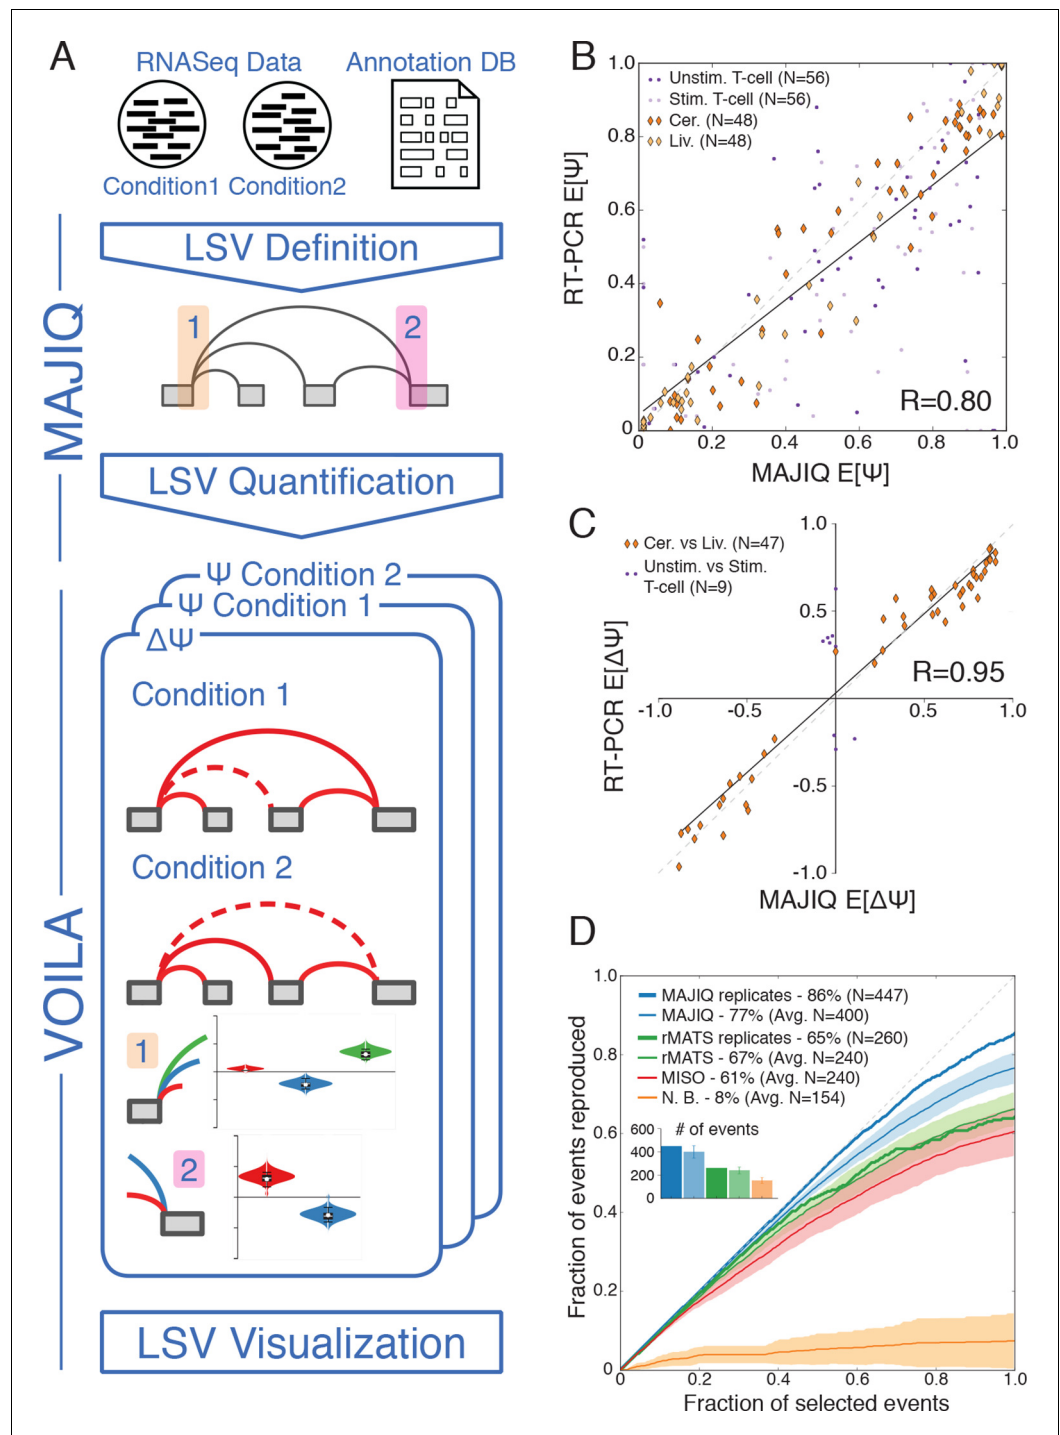 A
RNASeq Data
Annotation DB
Condition1
Condition2
MAJIQ
LSV Definition
1
2
LSV Quantification
Ψ Condition 2
Ψ Condition 1
ΔΨ
VOILA
Condition 1
Condition 2
1
2
LSV Visualization
B
1.0
0.8
0.6
0.4
0.2
0
RT-PCR E[Ψ]
Unstim. T-cell (N=56)
Stim. T-cell (N=56)
Cer. (N=48)
Liv. (N=48)
R=0.80
0
0.2
0.4
0.6
0.8
1.0
MAJIQ E[Ψ]
C
Cer. vs Liv. (N=47)
Unstim. vs Stim.
T-cell (N=9)
1.0
0.5
R=0.95
-1.0
-0.5
0.5
1.0
-0.5
-1.0
RT-PCR E[ΔΨ]
MAJIQ E[ΔΨ]
D
1.0
0.8
0.6
0.4
0.2
0
Fraction of events reproduced
MAJIQ replicates - 86% (N=447)
MAJIQ - 77% (Avg. N=400)
rMATS replicates - 65% (N=260)
rMATS - 67% (Avg. N=240)
MISO - 61% (Avg. N=240)
N. B. - 8% (Avg. N=154)
# of events
600
400
200
0
0
0.2
0.4
0.6
0.8
1.0
Fraction of selected events